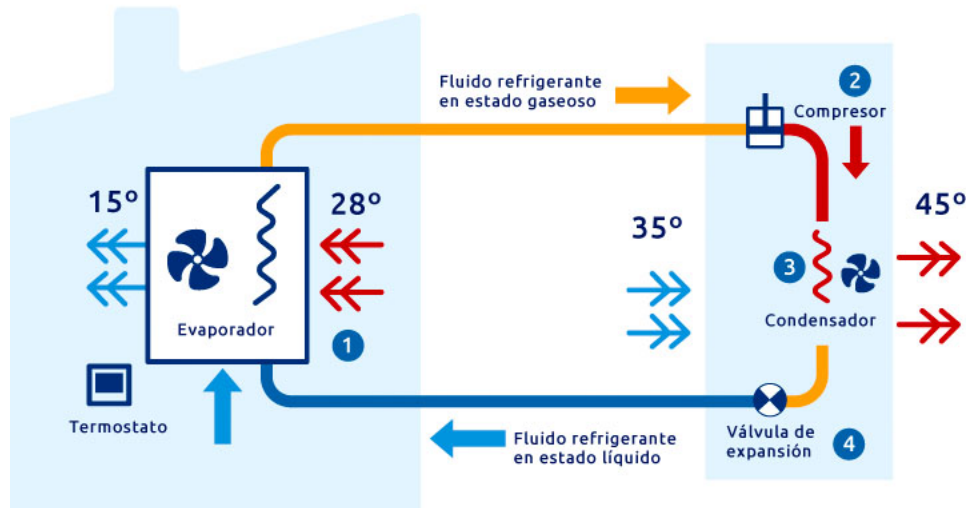 Fluido refrigerante
en estado gaseoso
2
Compresor
15º
28º
35º
45º
3
Evaporador
Condensador
1
Termostato
Fluido refrigerante
en estado líquido
Válvula de
expansión
4